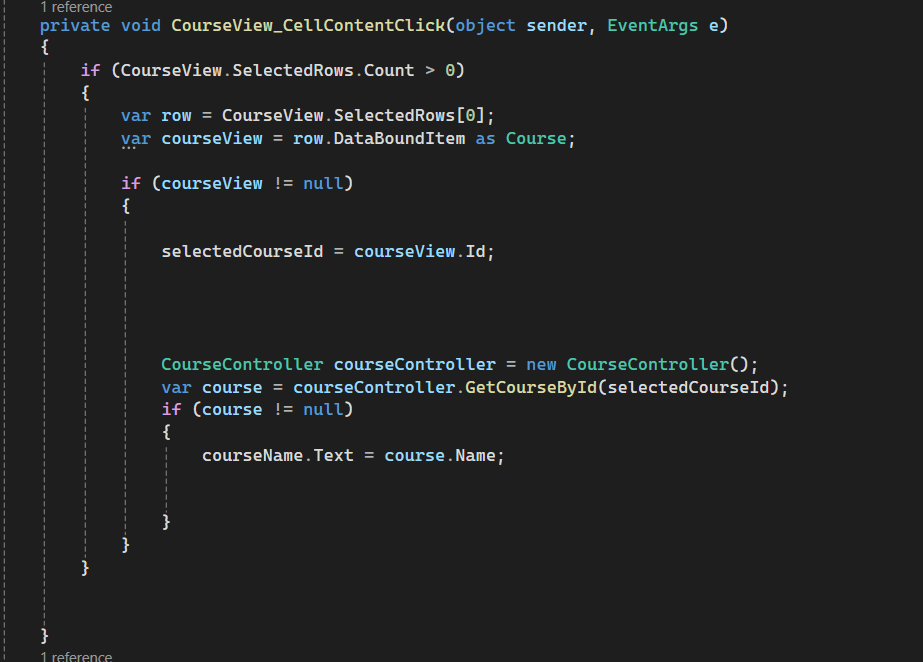 1 reference
private void CourseView_CellContentClick(object sender, EventArgs e)
{
if (CourseView.SelectedRows.Count > 0)
{
var row = CourseView.SelectedRows[0];
var courseView = row.DataBoundItem as Course;
if (courseView != null)
{
selectedCourseId = courseView.Id;
CourseController courseController = new CourseController();
var course = courseController.GetCourseById(selectedCourseId);
if (course != null)
{
courseName.Text = course.Name;
}
}
}
}
1 reference